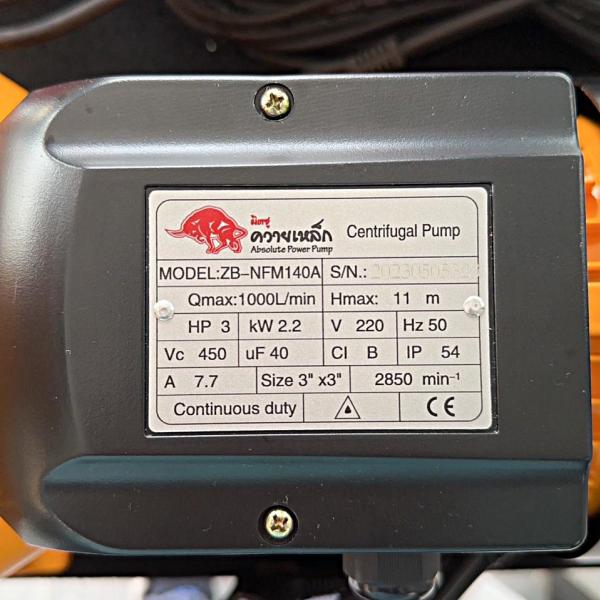 มิตซู
ควายเหล็ก
Absolute Power Pump
Centrifugal Pump
MODEL:ZB-NFM140A S/N.:
Qmax:1000L/min Hmax: 11 m
HP 3 kW 2.2 V 220 Hz 50
Vc 450 uF 40 Cl B IP 54
A 7.7 Size 3" x3" 2850 min⁻¹
Continuous duty CE